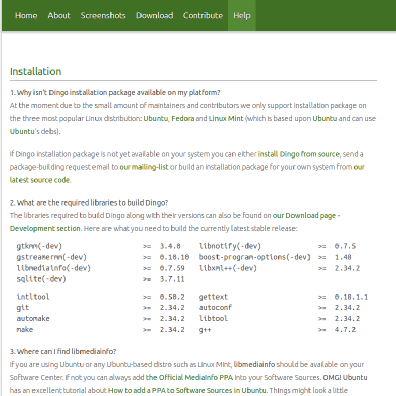 Home About Screenshots Download Contribute Help
Installation
1. Why isn't Dingo installation package available on my platform?
At the moment due to the small amount of maintainers and contributors we only support installation package on
the three most popular Linux distribution: Ubuntu, Fedora and Linux Mint (which is based upon Ubuntu and can use
Ubuntu's debs).
If Dingo installation package is not yet available on your system you can either install Dingo from source, send a
package-building request email to our mailing-list or build an installation package for your own system from our
latest source code.
2. What are the required libraries to build Dingo?
The libraries required to build Dingo along with their versions can also be found on our Download page -
Development section. Here are what you need to build the currently latest stable release:
gtkmm(-dev) >= 3.4.0 libnotify(-dev) >= 0.7.5
gstreamermm(-dev) >= 0.10.10 boost-program-options(-dev) >= 1.48
libmediainfo(-dev) >= 0.7.59 libxml++(-dev) >= 2.34.2
sqlite(-dev) >= 3.7.11
intltool >= 0.50.2 gettext >= 0.18.1.1
git >= 2.34.2 autoconf >= 2.34.2
automake >= 2.34.2 libtool >= 2.34.2
make >= 2.34.2 g++ >= 4.7.2
3. Where can I find libmediainfo?
If you are using Ubuntu or any Ubuntu-based distro such as Linux Mint, libmediainfo should be available on your
Software Center. If not you can always add the Official MediaInfo PPA into your Software Sources. OMG! Ubuntu
has an excellent tutorial about How to add a PPA to Software Sources in Ubuntu. Things might look a little